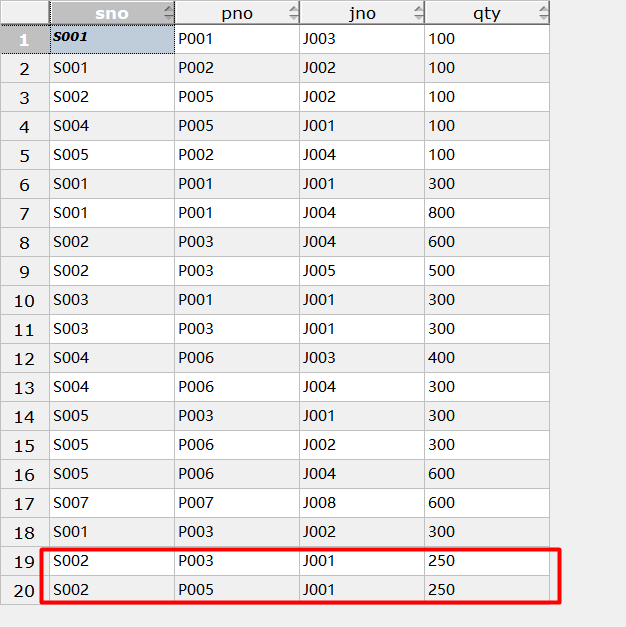 sno pno jno qty
1 S001 P001 J003 100
2 S001 P002 J002 100
3 S002 P005 J002 100
4 S004 P005 J001 100
5 S005 P002 J004 100
6 S001 P001 J001 300
7 S001 P001 J004 800
8 S002 P003 J004 600
9 S002 P003 J005 500
10 S003 P001 J001 300
11 S003 P003 J001 300
12 S004 P006 J003 400
13 S004 P006 J004 300
14 S005 P003 J001 300
15 S005 P006 J002 300
16 S005 P006 J004 600
17 S007 P007 J008 600
18 S001 P003 J002 300
19 S002 P003 J001 250
20 S002 P005 J001 250